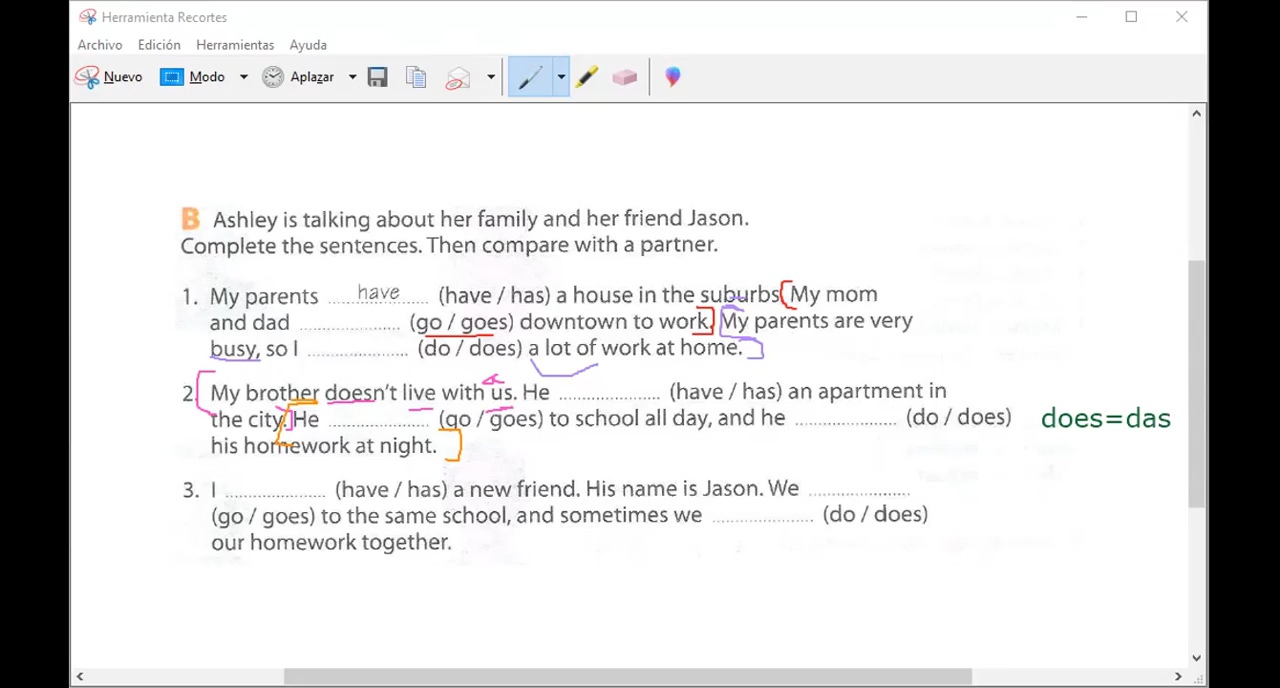 Herramienta Recortes
Archivo Edición Herramientas Ayuda
Nuevo Modo Aplazar
B Ashley is talking about her family and her friend Jason.
Complete the sentences. Then compare with a partner.
1. My parents ....have.... (have / has) a house in the suburbs. My mom
and dad .................... (go / goes) downtown to work. My parents are very
busy, so I .................... (do / does) a lot of work at home.
a
2. My brother doesn't live with us. He .................... (have / has) an apartment in
the city. He .................... (go / goes) to school all day, and he .................... (do / does) does=das
his homework at night.
3. I .................... (have / has) a new friend. His name is Jason. We ....................
(go / goes) to the same school, and sometimes we .................... (do / does)
our homework together.